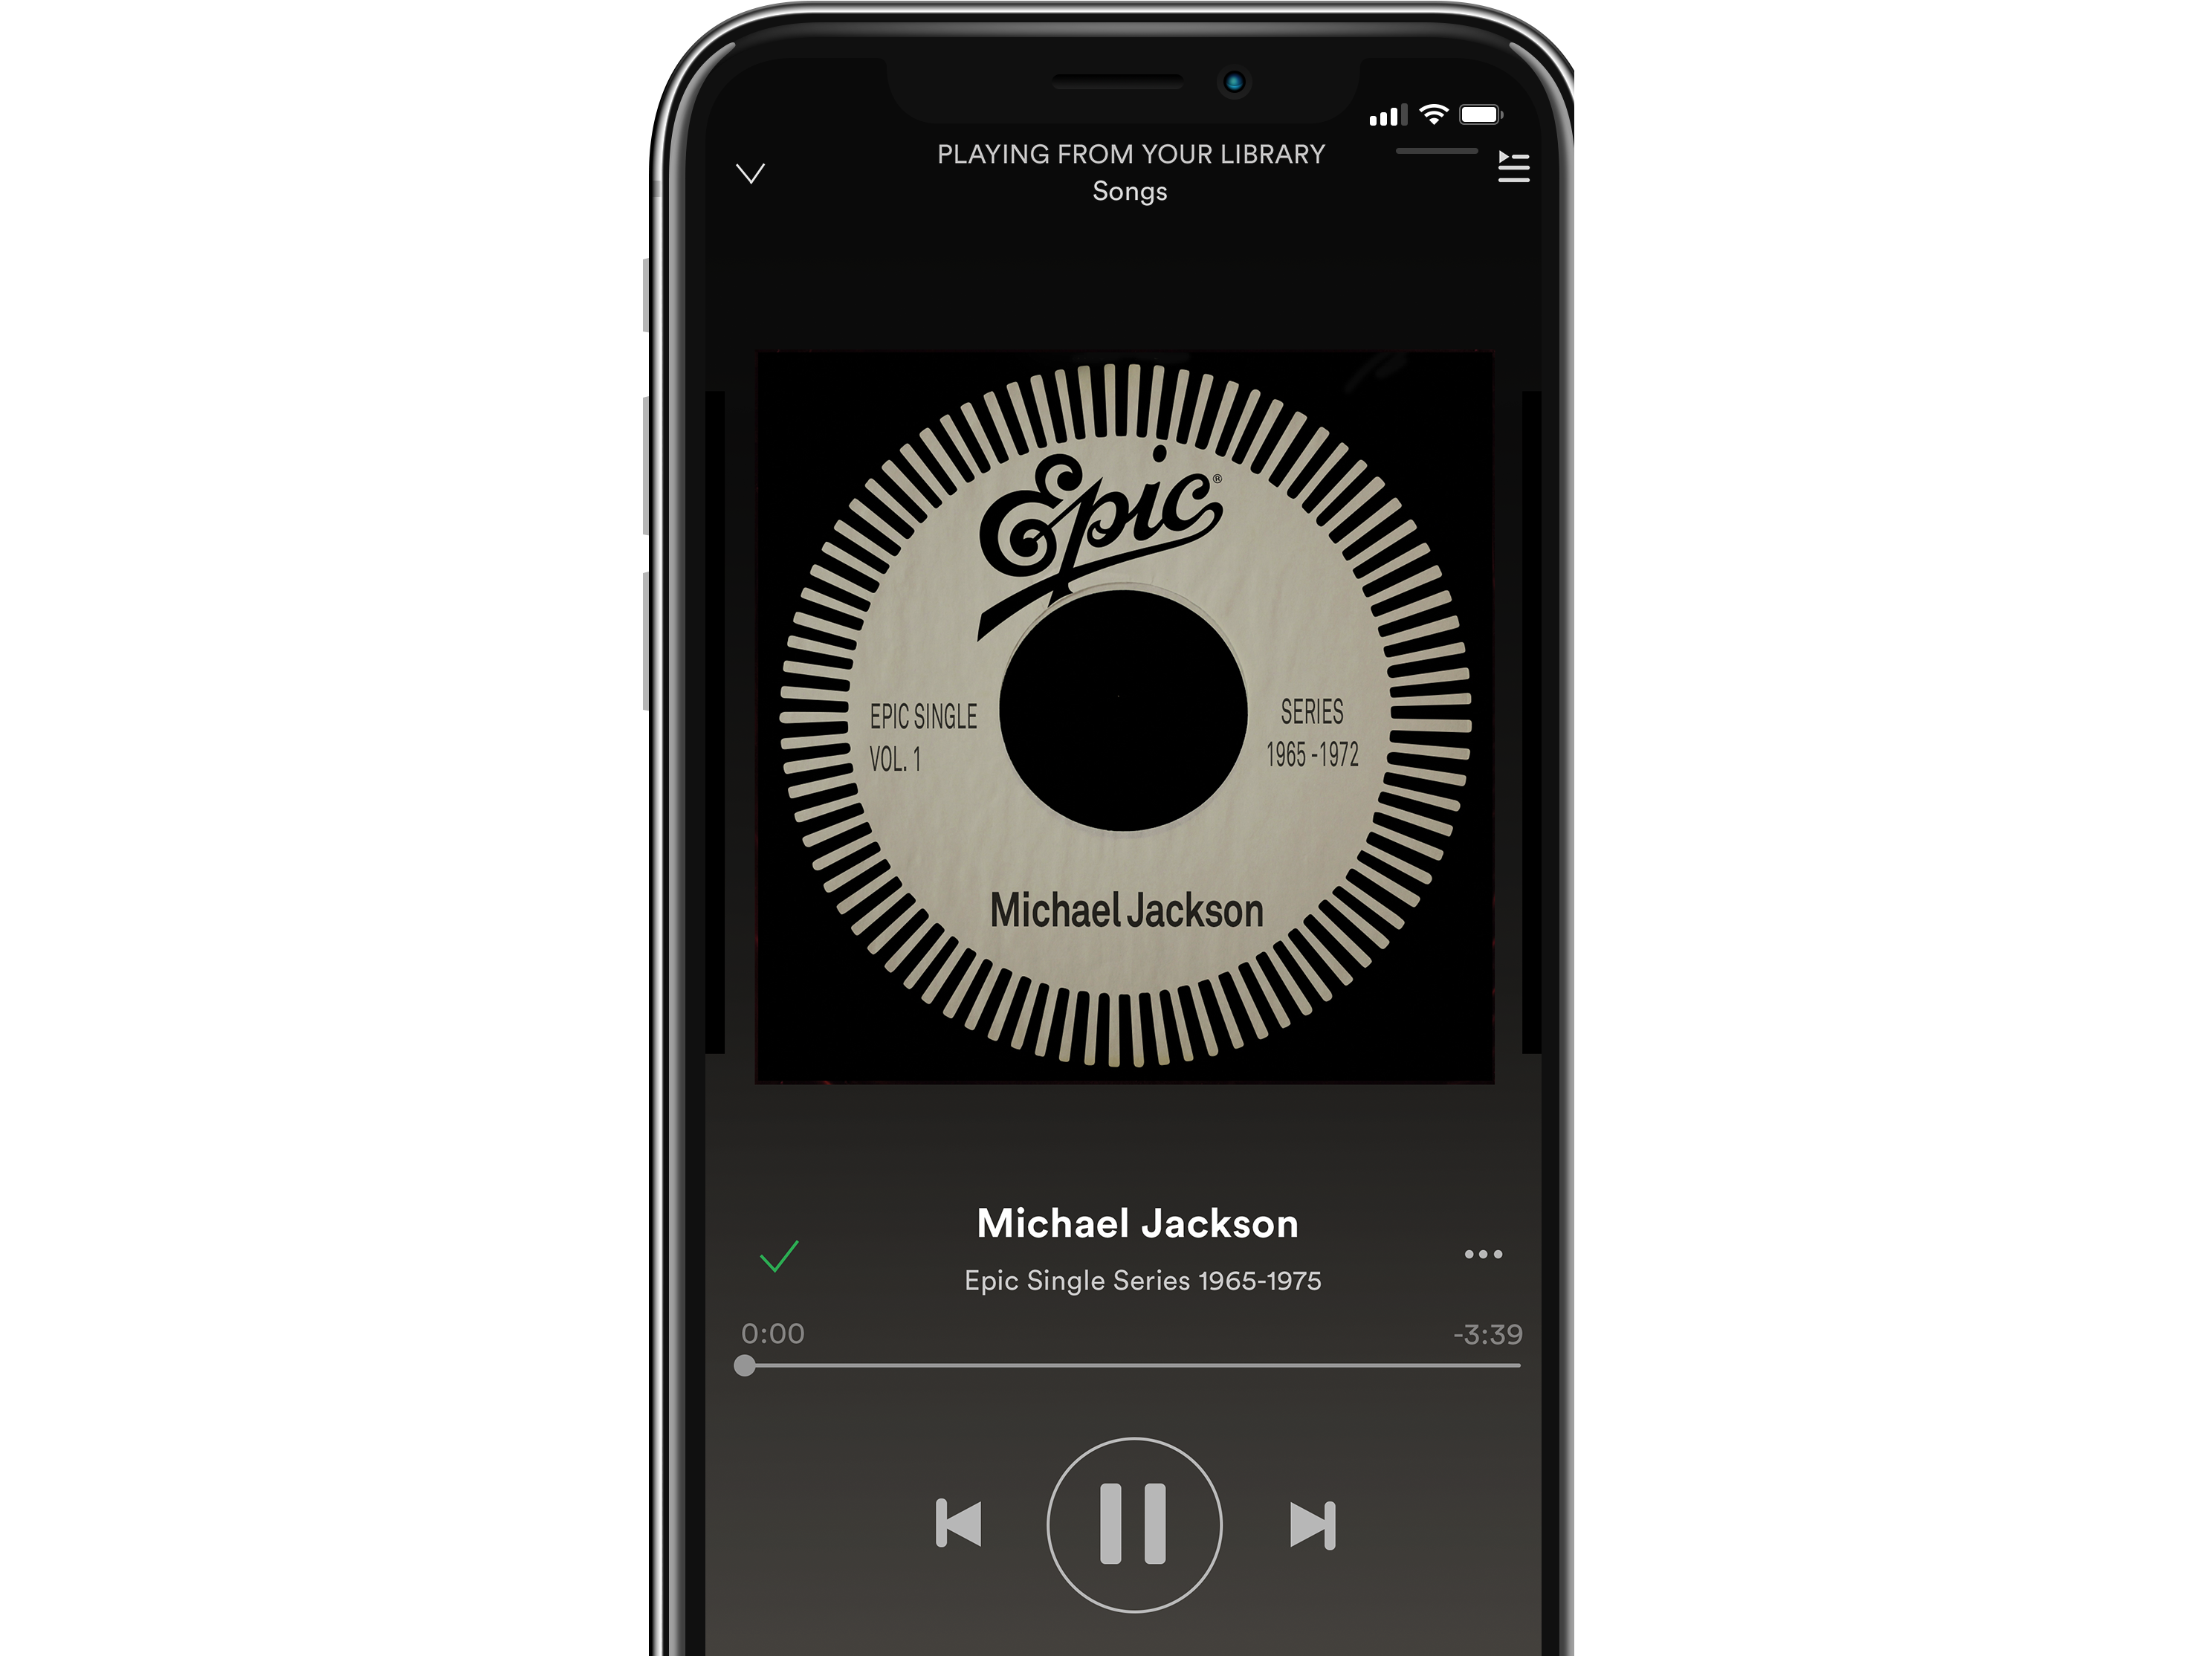 PLAYING FROM YOUR LIBRARY
Songs
Epic®
EPIC SINGLE
VOL. 1
SERIES
1965 -1972
Michael Jackson
Michael Jackson
Epic Single Series 1965-1975
0:00
-3:39